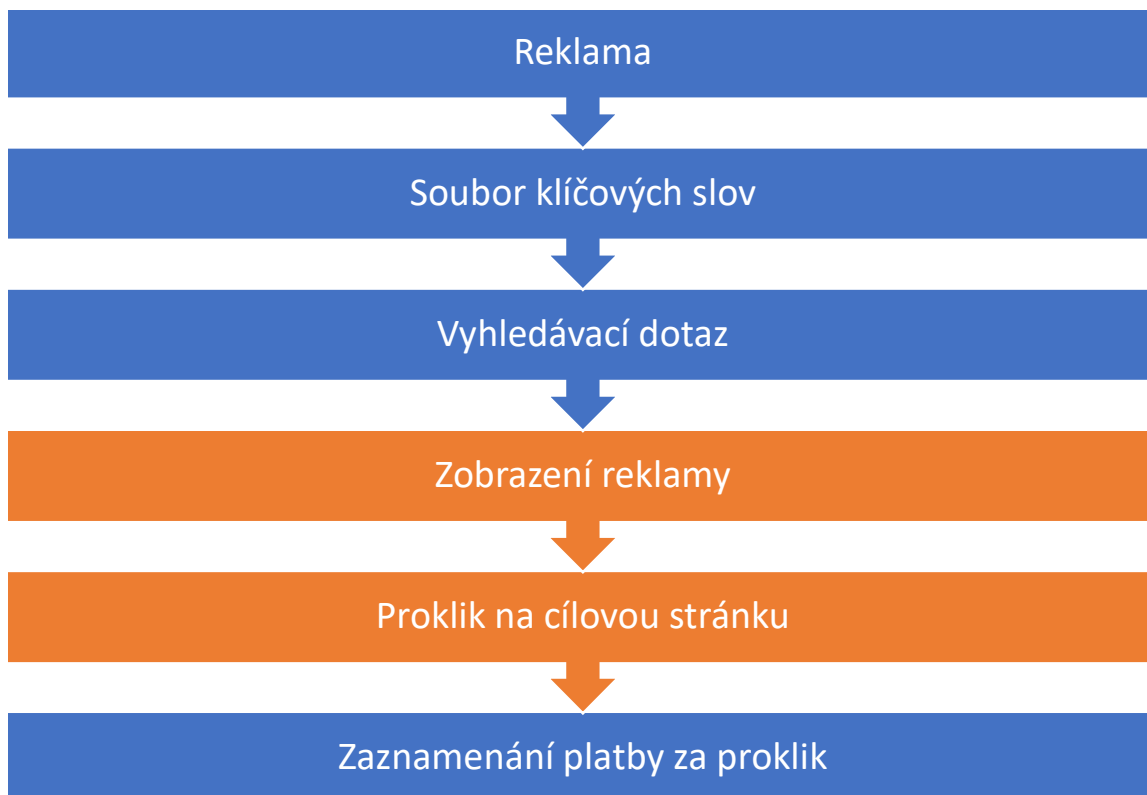 Reklama
Soubor klíčových slov
Vyhledávací dotaz
Zobrazení reklamy
Proklik na cílovou stránku
Zaznamenání platby za proklik